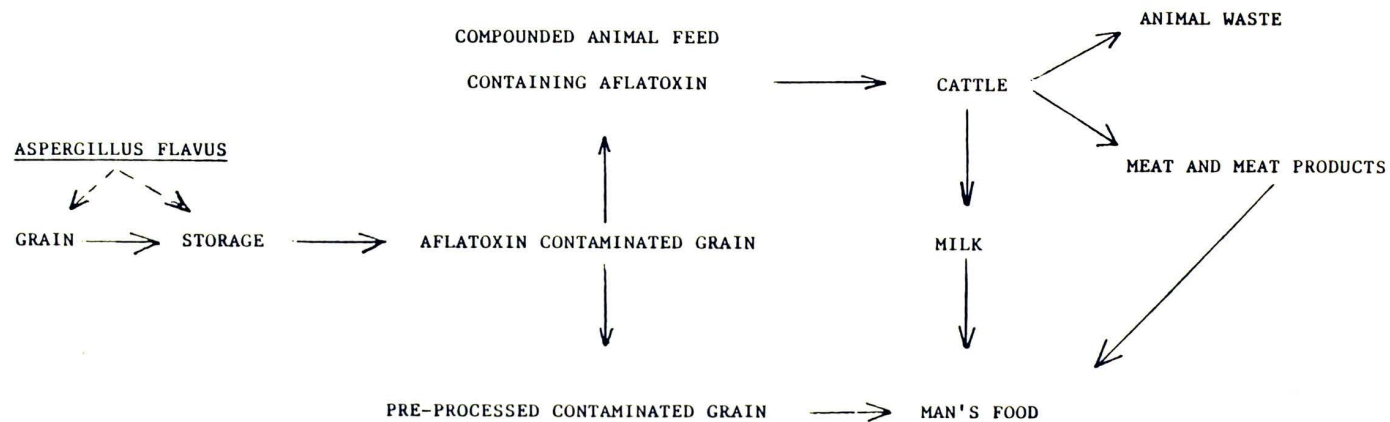 ANIMAL WASTE
COMPOUNDED ANIMAL FEED
CONTAINING AFLATOXIN
CATTLE
ASPERGILLUS FLAVUS
MEAT AND MEAT PRODUCTS
GRAIN
STORAGE
AFLATOXIN CONTAMINATED GRAIN
MILK
PRE-PROCESSED CONTAMINATED GRAIN
MAN'S FOOD